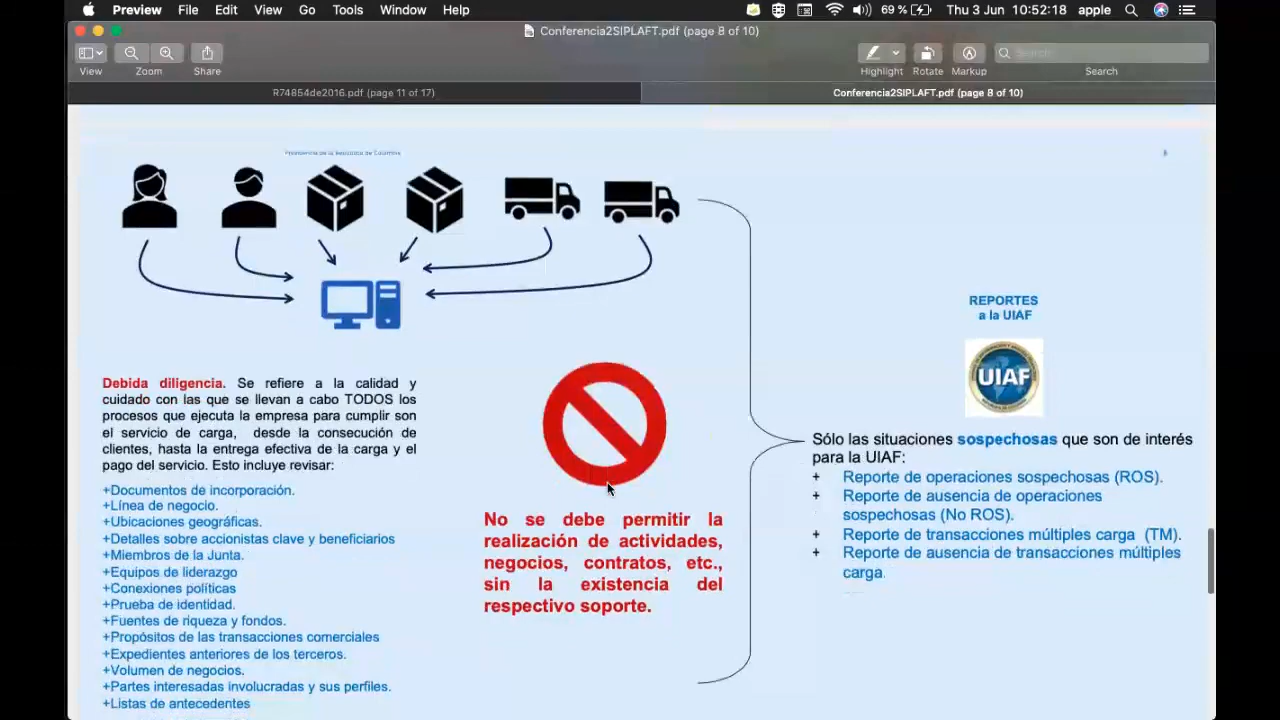 Preview File Edit View Go Tools Window Help 69 % Thu 3 Jun 10:52:18 apple
Conferencia2SIPLAFT.pdf (page 8 of 10)
View Zoom Share Highlight Rotate Markup Search
Search
R74854de2016.pdf (page 11 of 17) Conferencia2SIPLAFT.pdf (page 8 of 10)
Presidencia de la República de Colombia
REPORTES
a la UIAF
UIAF
Debida diligencia. Se refiere a la calidad y
cuidado con las que se llevan a cabo TODOS los
procesos que ejecuta la empresa para cumplir son
el servicio de carga, desde la consecución de
clientes, hasta la entrega efectiva de la carga y el
pago del servicio. Esto incluye revisar:
+Documentos de incorporación.
+Línea de negocio.
+Ubicaciones geográficas.
+Detalles sobre accionistas clave y beneficiarios
+Miembros de la Junta.
+Equipos de liderazgo
+Conexiones políticas
+Prueba de identidad.
+Fuentes de riqueza y fondos.
+Propósitos de las transacciones comerciales
+Expedientes anteriores de los terceros.
+Volumen de negocios.
+Partes interesadas involucradas y sus perfiles.
+Listas de antecedentes
No se debe permitir la
realización de actividades,
negocios, contratos, etc.,
sin la existencia del
respectivo soporte.
Sólo las situaciones sospechosas que son de interés
para la UIAF:
+ Reporte de operaciones sospechosas (ROS).
+ Reporte de ausencia de operaciones
sospechosas (No ROS).
+ Reporte de transacciones múltiples carga (TM).
+ Reporte de ausencia de transacciones múltiples
carga.